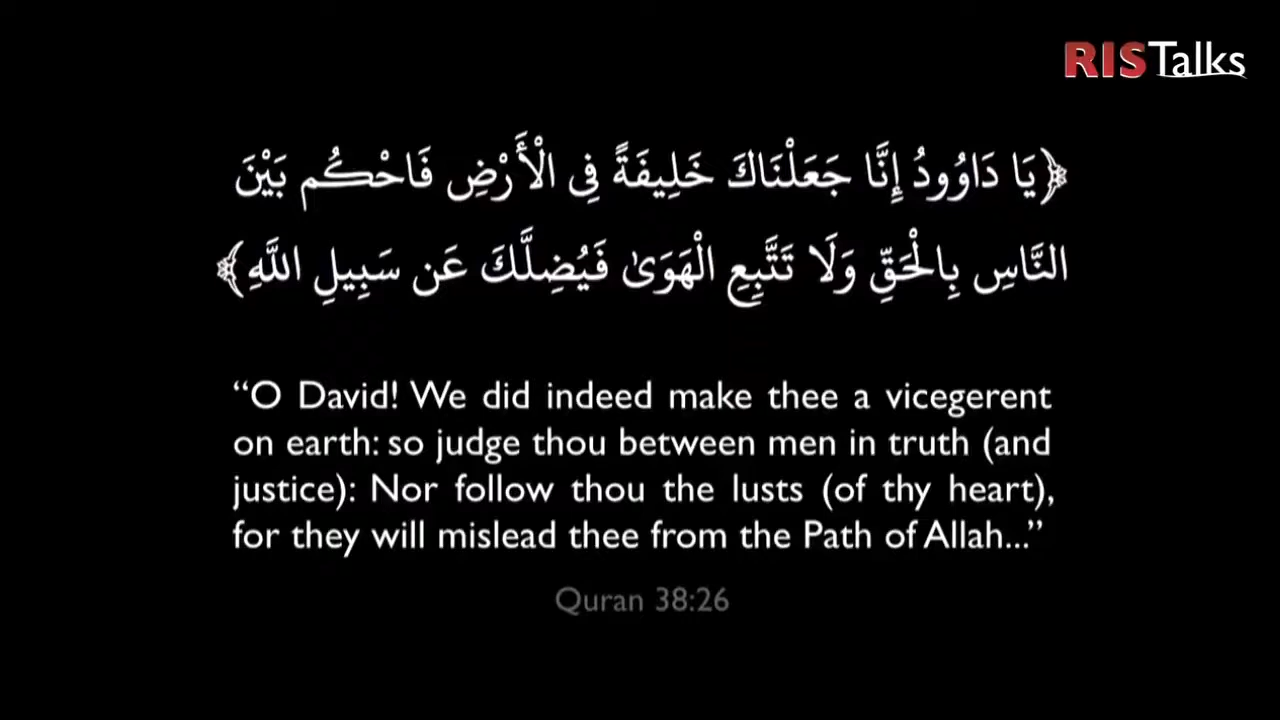 RISTalks
﴿يَا دَاوُودُ إِنَّا جَعَلْنَاكَ خَلِيفَةً فِى الْأَرْضِ فَاحْكُم بَيْنَ
النَّاسِ بِالْحَقِّ وَلَا تَتَّبِعِ الْهَوَىٰ فَيُضِلَّكَ عَن سَبِيلِ اللَّهِ﴾
“O David! We did indeed make thee a vicegerent
on earth: so judge thou between men in truth (and
justice): Nor follow thou the lusts (of thy heart),
for they will mislead thee from the Path of Allah...”
Quran 38:26